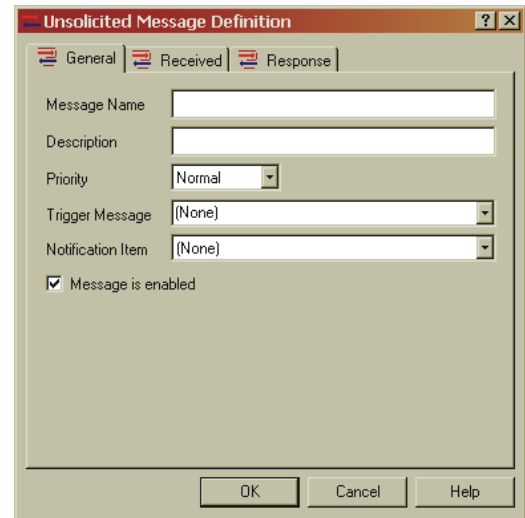 Unsolicited Message Definition
General Received Response
Message Name
Description
Priority Normal
Trigger Message (None)
Notification Item (None)
Message is enabled
OK Cancel Help